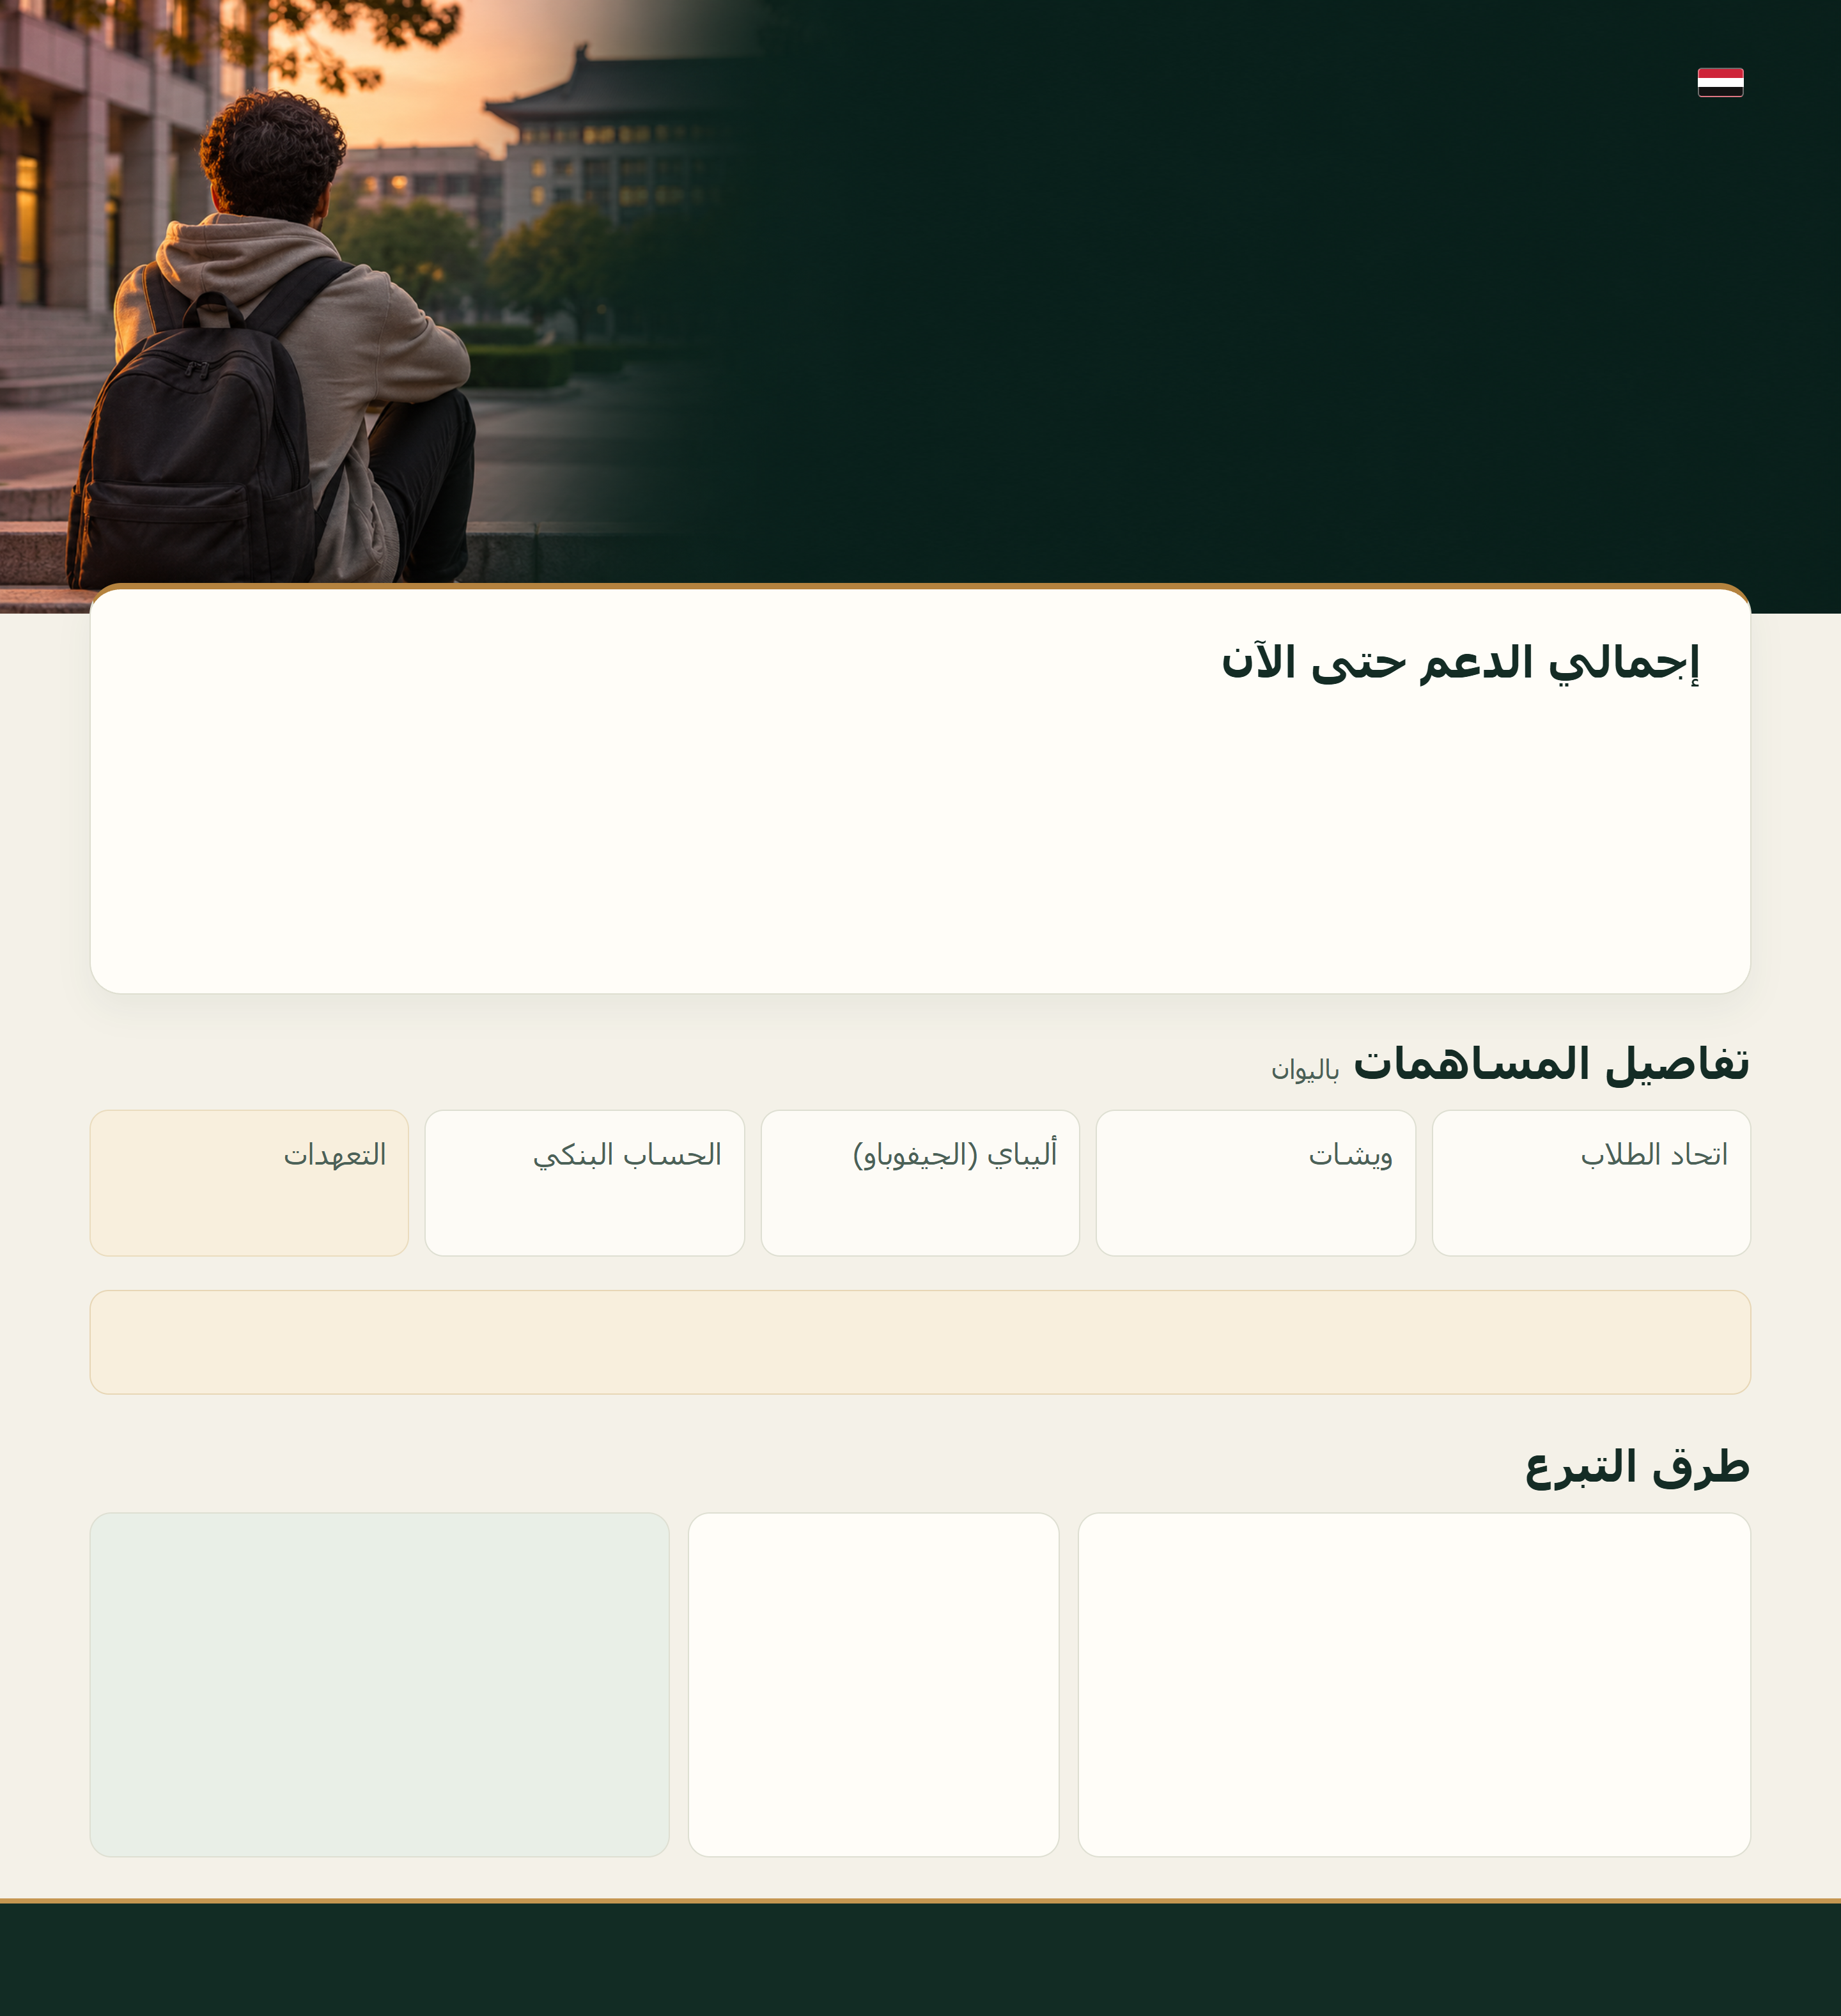 إجمالي الدعم حتى الآن
تفاصيل المساهمات باليوان
اتحاد الطلاب
ويشات
أليباي (الجيفوباو)
الحساب البنكي
التعهدات
طرق التبرع